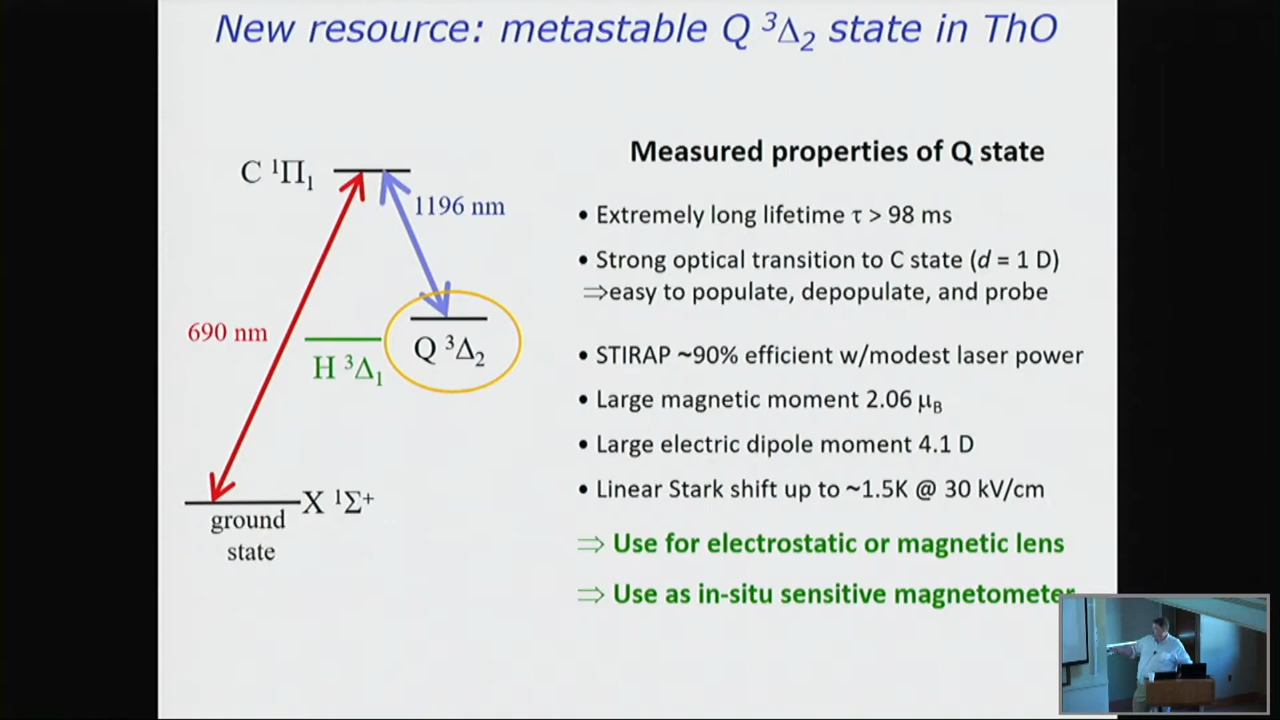 New resource: metastable Q ³Δ₂ state in ThO
C ¹Π₁
1196 nm
690 nm
H ³Δ₁
Q ³Δ₂
X ¹Σ⁺
ground
state
Measured properties of Q state
• Extremely long lifetime τ > 98 ms
• Strong optical transition to C state (d = 1 D)
⇒easy to populate, depopulate, and probe
• STIRAP ~90% efficient w/modest laser power
• Large magnetic moment 2.06 μ_B
• Large electric dipole moment 4.1 D
• Linear Stark shift up to ~1.5K @ 30 kV/cm
⇒ Use for electrostatic or magnetic lens
⇒ Use as in-situ sensitive magnetometer